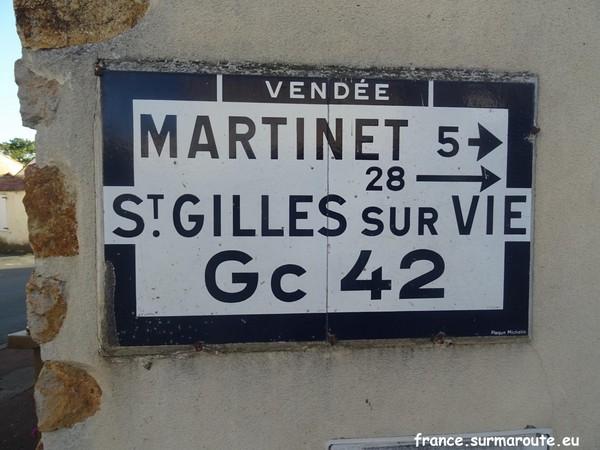 VENDÉE
MARTINET 5
28
ST. GILLES SUR VIE
Gc 42
Plaque Michelin
france.surmaroute.eu